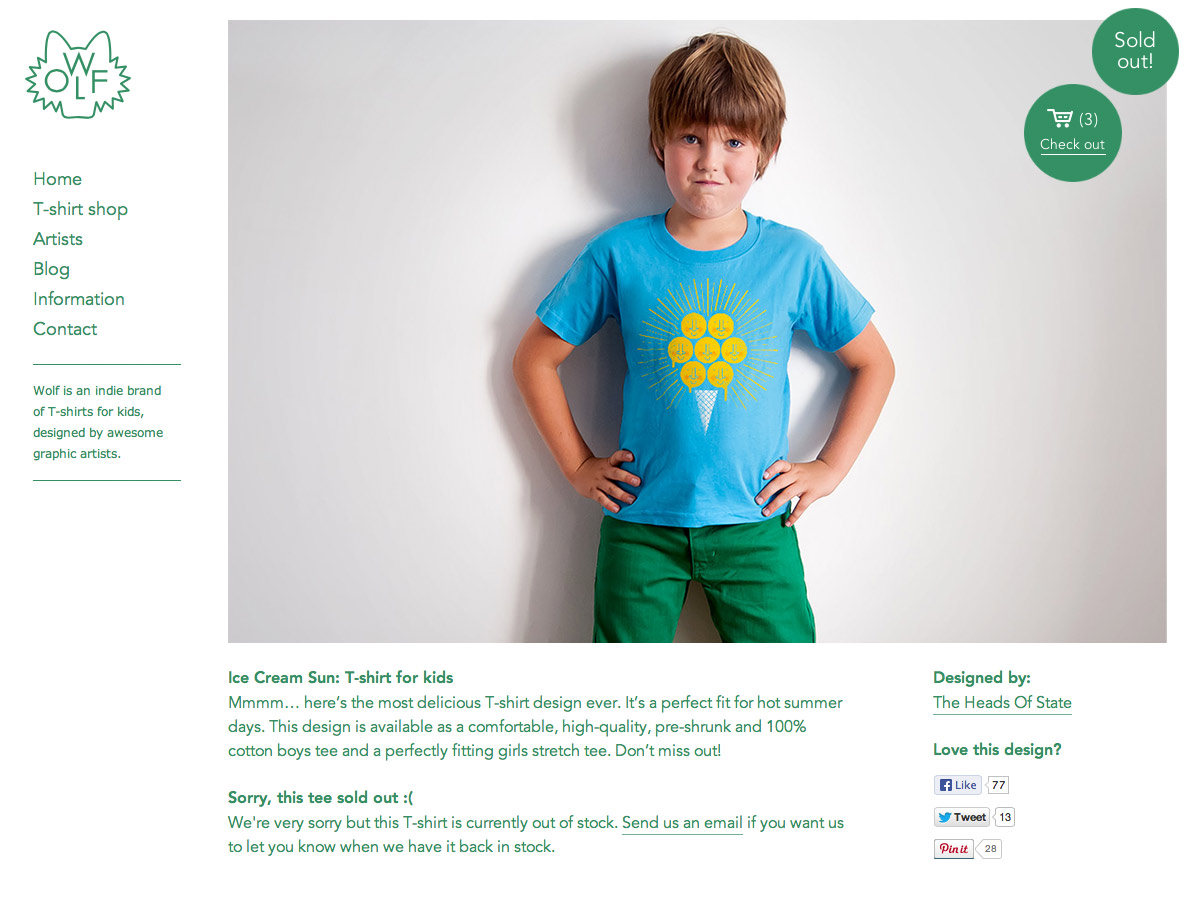 WOLF
Home
T-shirt shop
Artists
Blog
Information
Contact
Wolf is an indie brand
of T-shirts for kids,
designed by awesome
graphic artists.
Sold
out!
(3)
Check out
Ice Cream Sun: T-shirt for kids
Mmmm… here’s the most delicious T-shirt design ever. It’s a perfect fit for hot summer
days. This design is available as a comfortable, high-quality, pre-shrunk and 100%
cotton boys tee and a perfectly fitting girls stretch tee. Don’t miss out!
Sorry, this tee sold out :(
We're very sorry but this T-shirt is currently out of stock. Send us an email if you want us
to let you know when we have it back in stock.
Designed by:
The Heads Of State
Love this design?
Like 77
Tweet 13
Pin it 28